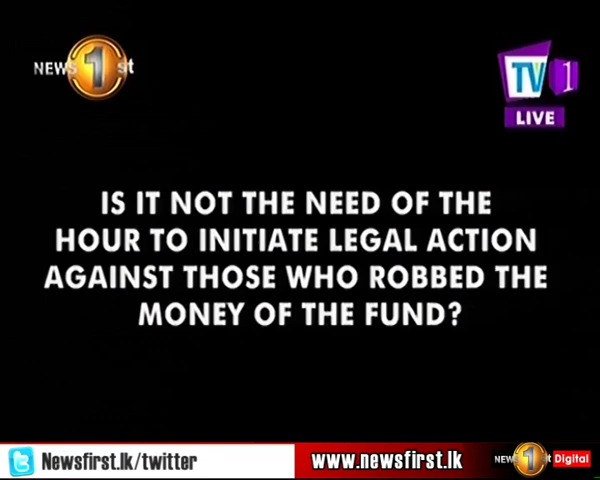 NEWS 1st
TV 1
LIVE
IS IT NOT THE NEED OF THE
HOUR TO INITIATE LEGAL ACTION
AGAINST THOSE WHO ROBBED THE
MONEY OF THE FUND?
Newsfirst.lk/twitter
www.newsfirst.lk
NEWS 1st Digital